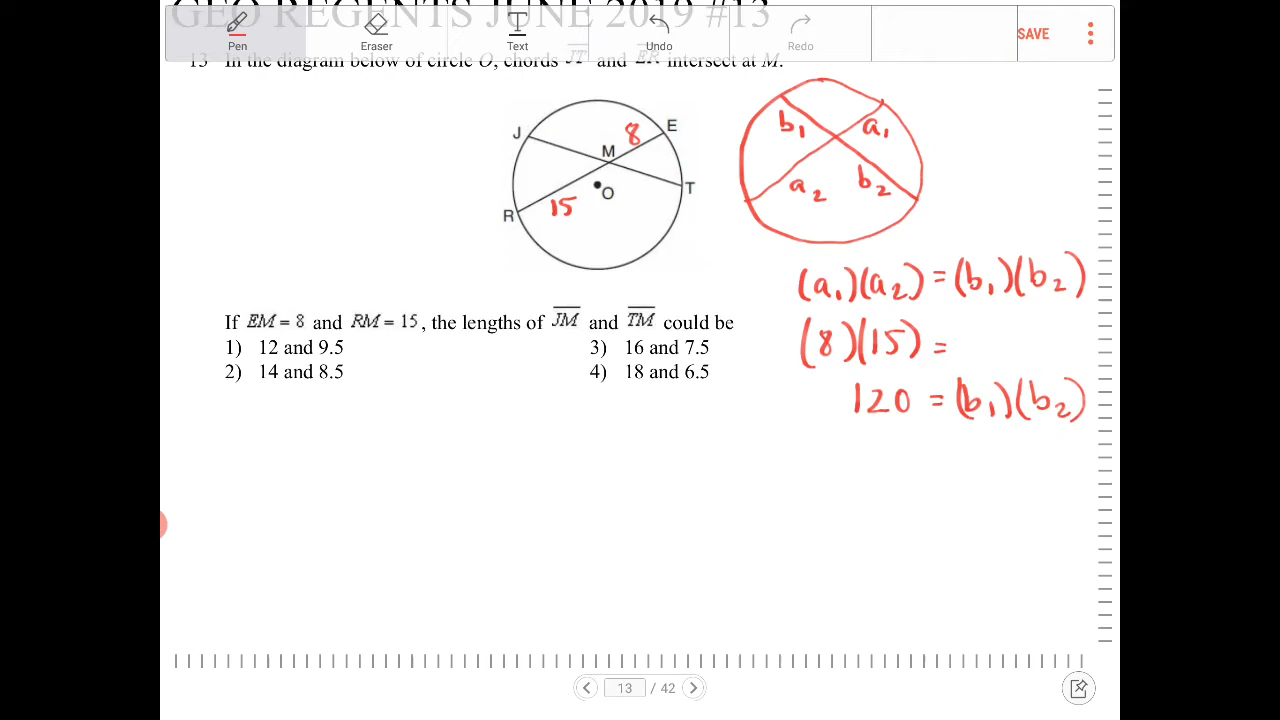 GEO REGENTS JUNE 2019 #13
Pen
Eraser
Text
Undo
Redo
SAVE
13 In the diagram below of circle O, chords JT and ER intersect at M.
J
M
8
E
O
T
R
15
b₁
a₁
a₂
b₂
(a₁)(a₂) = (b₁)(b₂)
(8)(15) =
120 = (b₁)(b₂)
If EM = 8 and RM = 15, the lengths of JM and TM could be
1) 12 and 9.5
3) 16 and 7.5
2) 14 and 8.5
4) 18 and 6.5
13 / 42